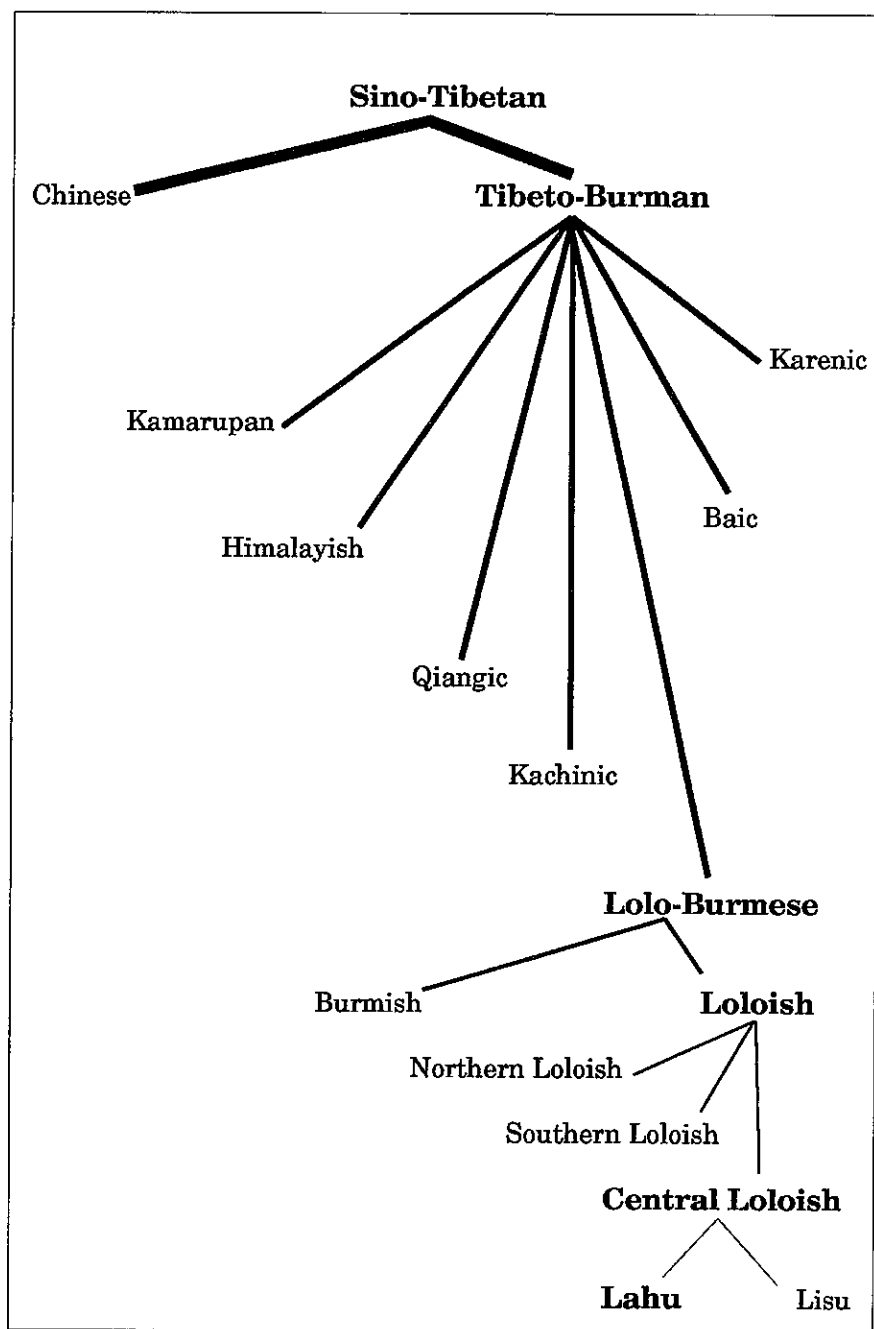 Sino-Tibetan
Chinese
Tibeto-Burman
Karenic
Kamarupan
Baic
Himalayish
Qiangic
Kachinic
Lolo-Burmese
Burmish
Loloish
Northern Loloish
Southern Loloish
Central Loloish
Lahu
Lisu